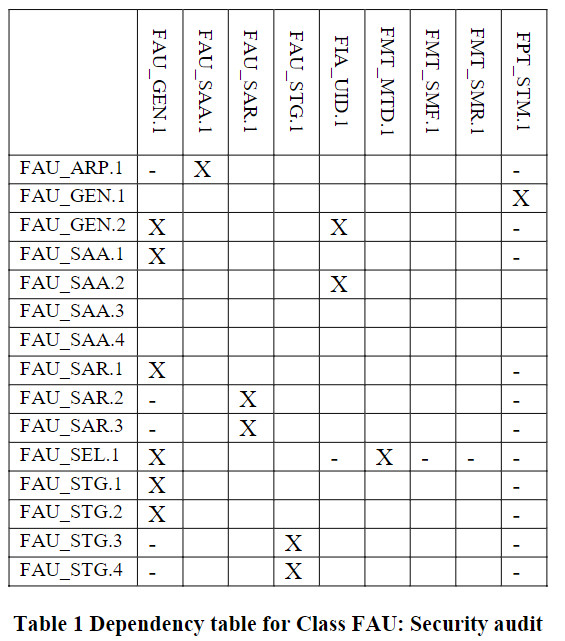 FAU_GEN.1 FAU_SAA.1 FAU_SAR.1 FAU_STG.1 FIA_UID.1 FMT_MTD.1 FMT_SMF.1 FMT_SMR.1 FPT_STM.1
FAU_ARP.1 - X -
FAU_GEN.1 X
FAU_GEN.2 X X -
FAU_SAA.1 X -
FAU_SAA.2 X
FAU_SAA.3
FAU_SAA.4
FAU_SAR.1 X -
FAU_SAR.2 - X -
FAU_SAR.3 - X -
FAU_SEL.1 X - X - - -
FAU_STG.1 X -
FAU_STG.2 X -
FAU_STG.3 - X -
FAU_STG.4 - X -
Table 1 Dependency table for Class FAU: Security audit